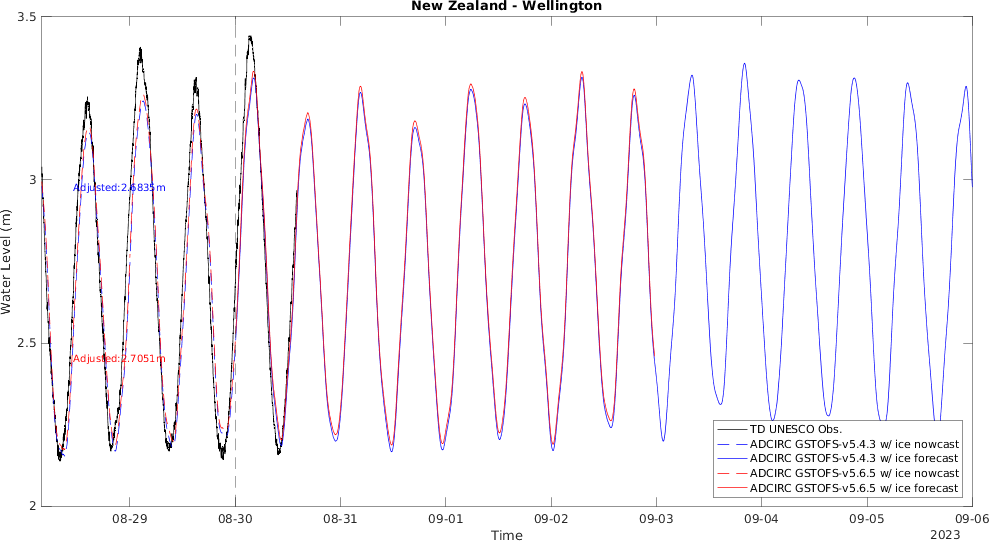 New Zealand - Wellington
3.5
3
2.5
2
Water Level (m)
Adjusted:2.6835m
Adjusted:2.7051m
TD UNESCO Obs.
ADCIRC GSTOFS-v5.4.3 w/ ice nowcast
ADCIRC GSTOFS-v5.4.3 w/ ice forecast
ADCIRC GSTOFS-v5.6.5 w/ ice nowcast
ADCIRC GSTOFS-v5.6.5 w/ ice forecast
08-29 08-30 08-31 09-01 09-02 09-03 09-04 09-05 09-06
Time
2023